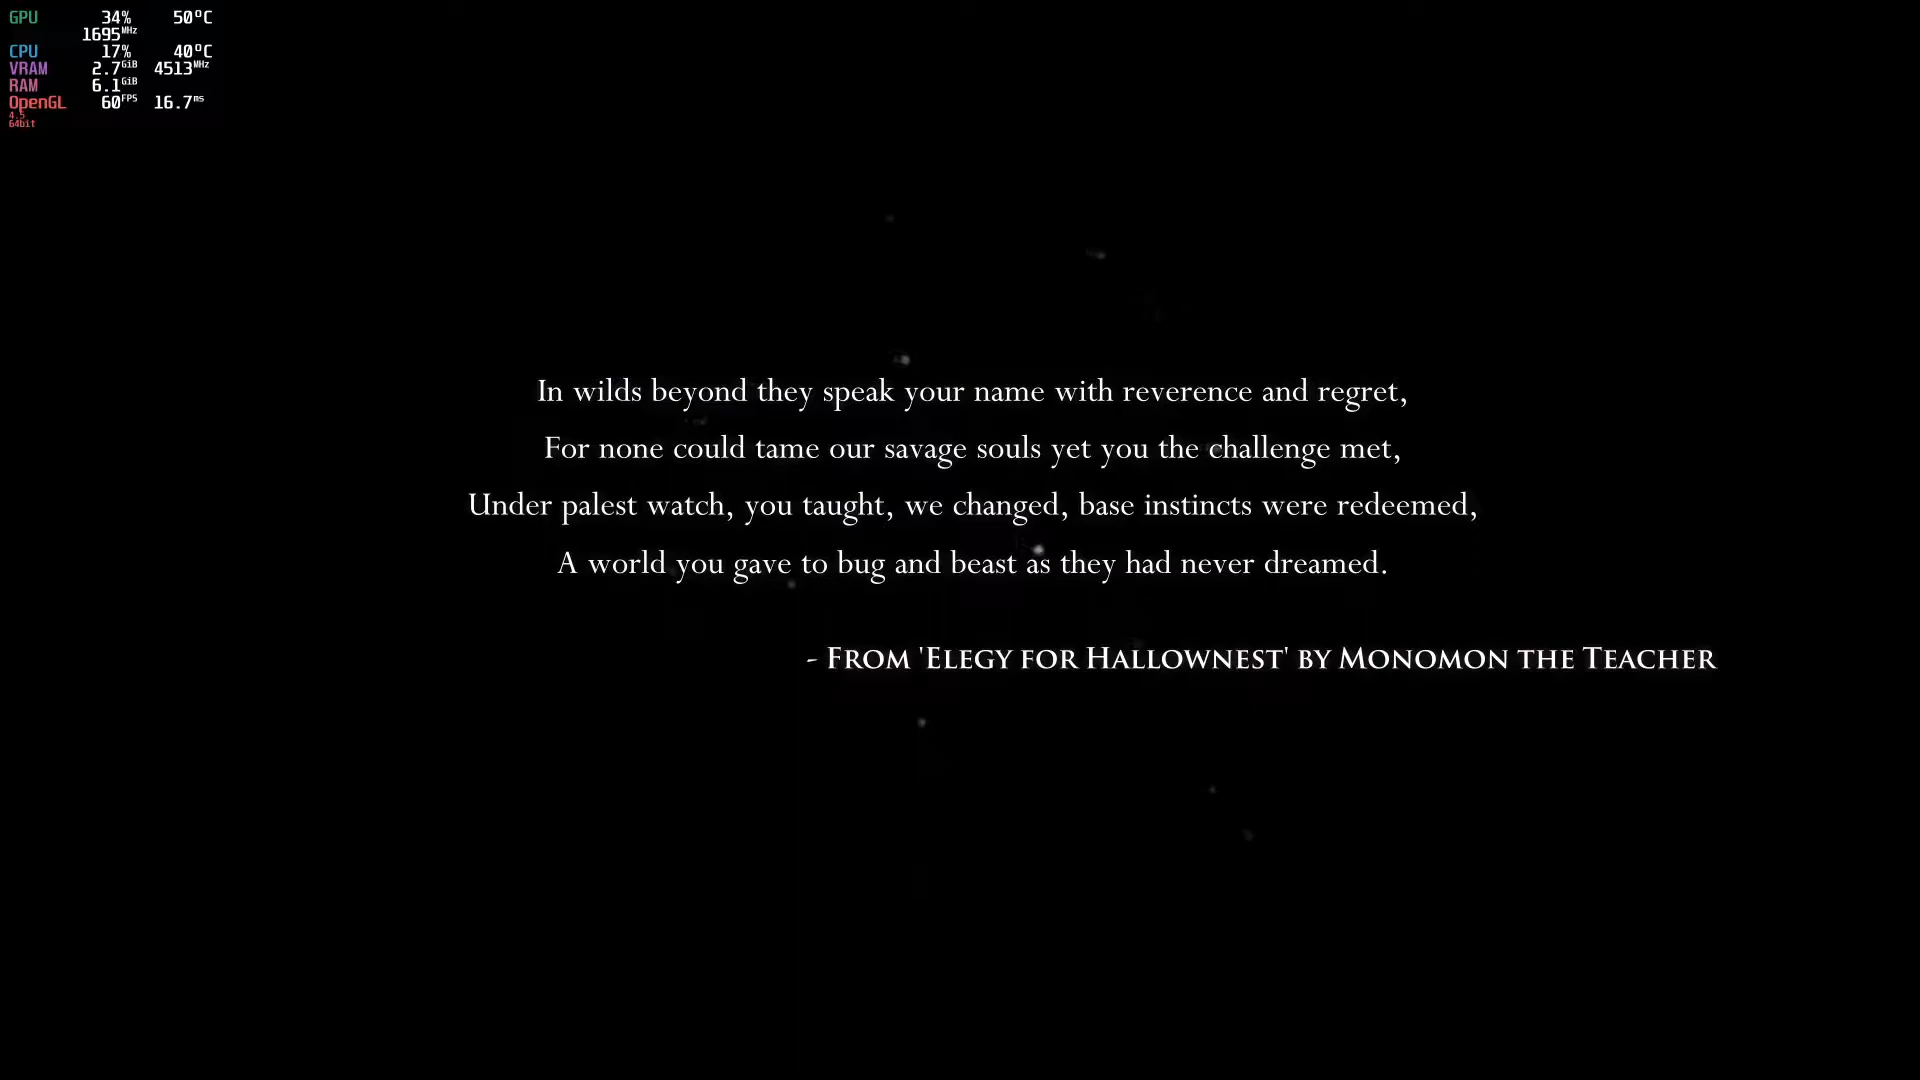 GPU 34% 50°C
1695MHz
CPU 17% 40°C
VRAM 2.7GiB 4513MHz
RAM 6.1GiB
OpenGL 60FPS 16.7ms
4.5
64bit
In wilds beyond they speak your name with reverence and regret,
For none could tame our savage souls yet you the challenge met,
Under palest watch, you taught, we changed, base instincts were redeemed,
A world you gave to bug and beast as they had never dreamed.
- From 'Elegy for Hallownest' by Monomon the Teacher